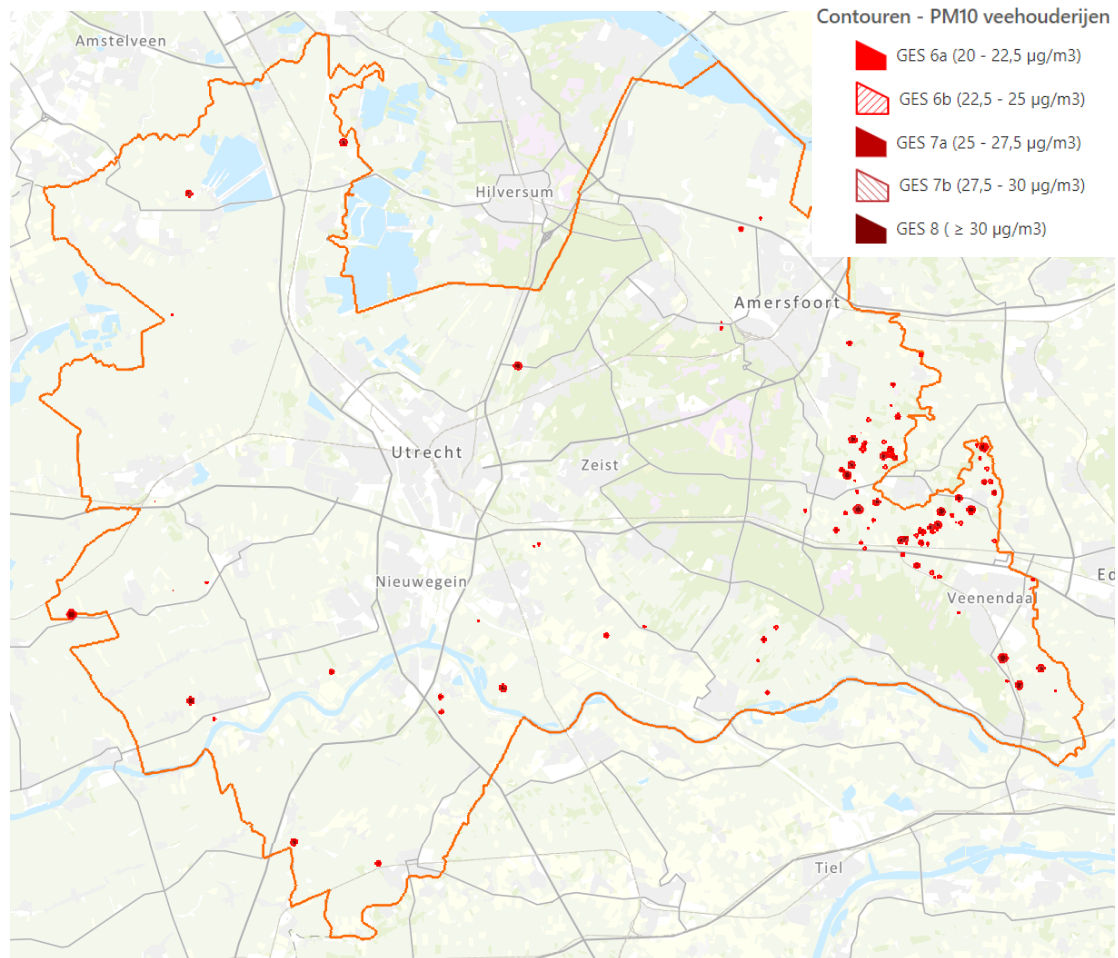 Contouren - PM10 veehouderijen
GES 6a (20 - 22,5 µg/m3)
GES 6b (22,5 - 25 µg/m3)
GES 7a (25 - 27,5 µg/m3)
GES 7b (27,5 - 30 µg/m3)
GES 8 ( ≥ 30 µg/m3)
Amstelveen
Hilversum
Amersfoort
Utrecht
Zeist
Nieuwegein
Ed
Veenendaal
Tiel